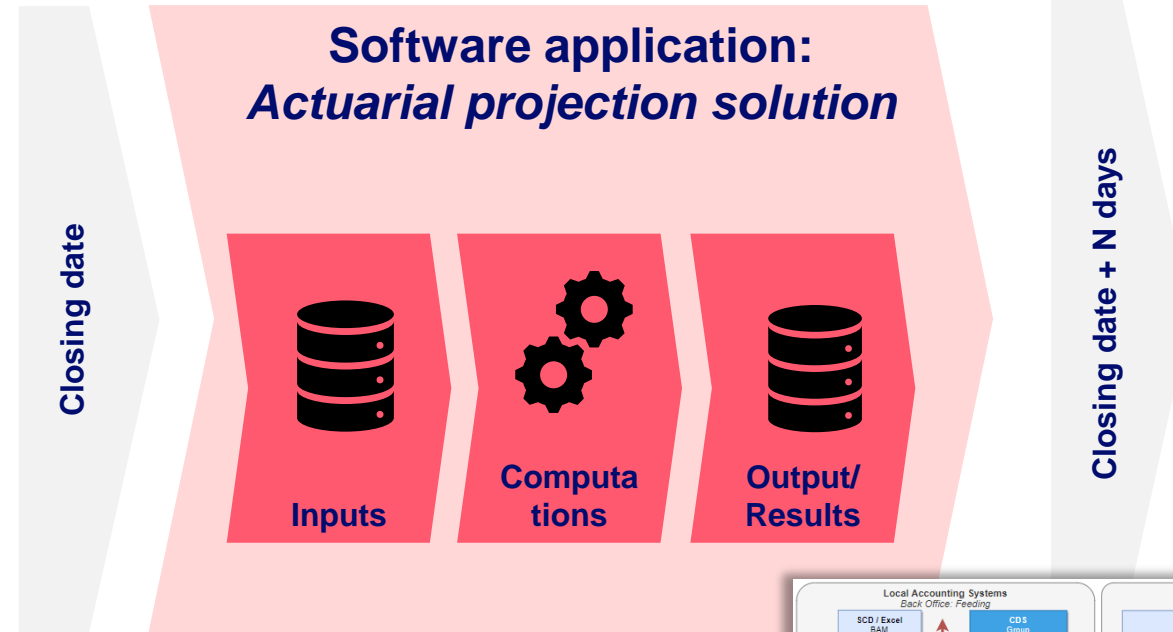 Software application:
Actuarial projection solution
Closing date
Inputs
Computa
tions
Output/
Results
Closing date + N days
Local Accounting Systems
Back Office: Feeding
SCD / Excel
BAM
CDS
Group